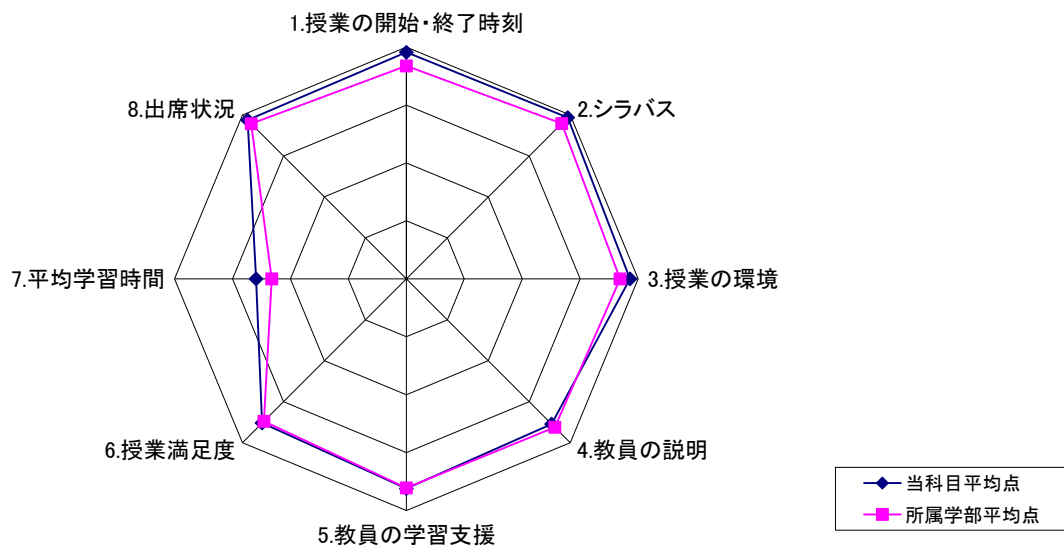 1.授業の開始・終了時刻
2.シラバス
3.授業の環境
4.教員の説明
5.教員の学習支援
6.授業満足度
7.平均学習時間
8.出席状況
当科目平均点
所属学部平均点